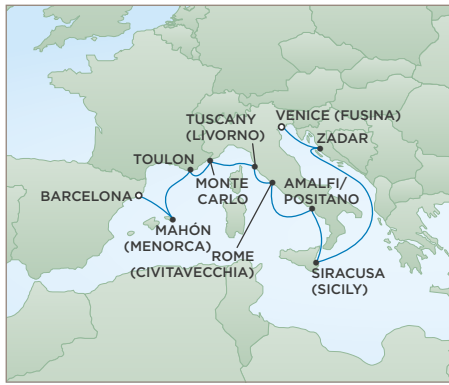 TUSCANY
(LIVORNO)
VENICE (FUSINA)
ZADAR
TOULON
MONTE
CARLO
AMALFI/
POSITANO
BARCELONA
MAHÓN
(MENORCA)
ROME
(CIVITAVECCHIA)
SIRACUSA
(SICILY)